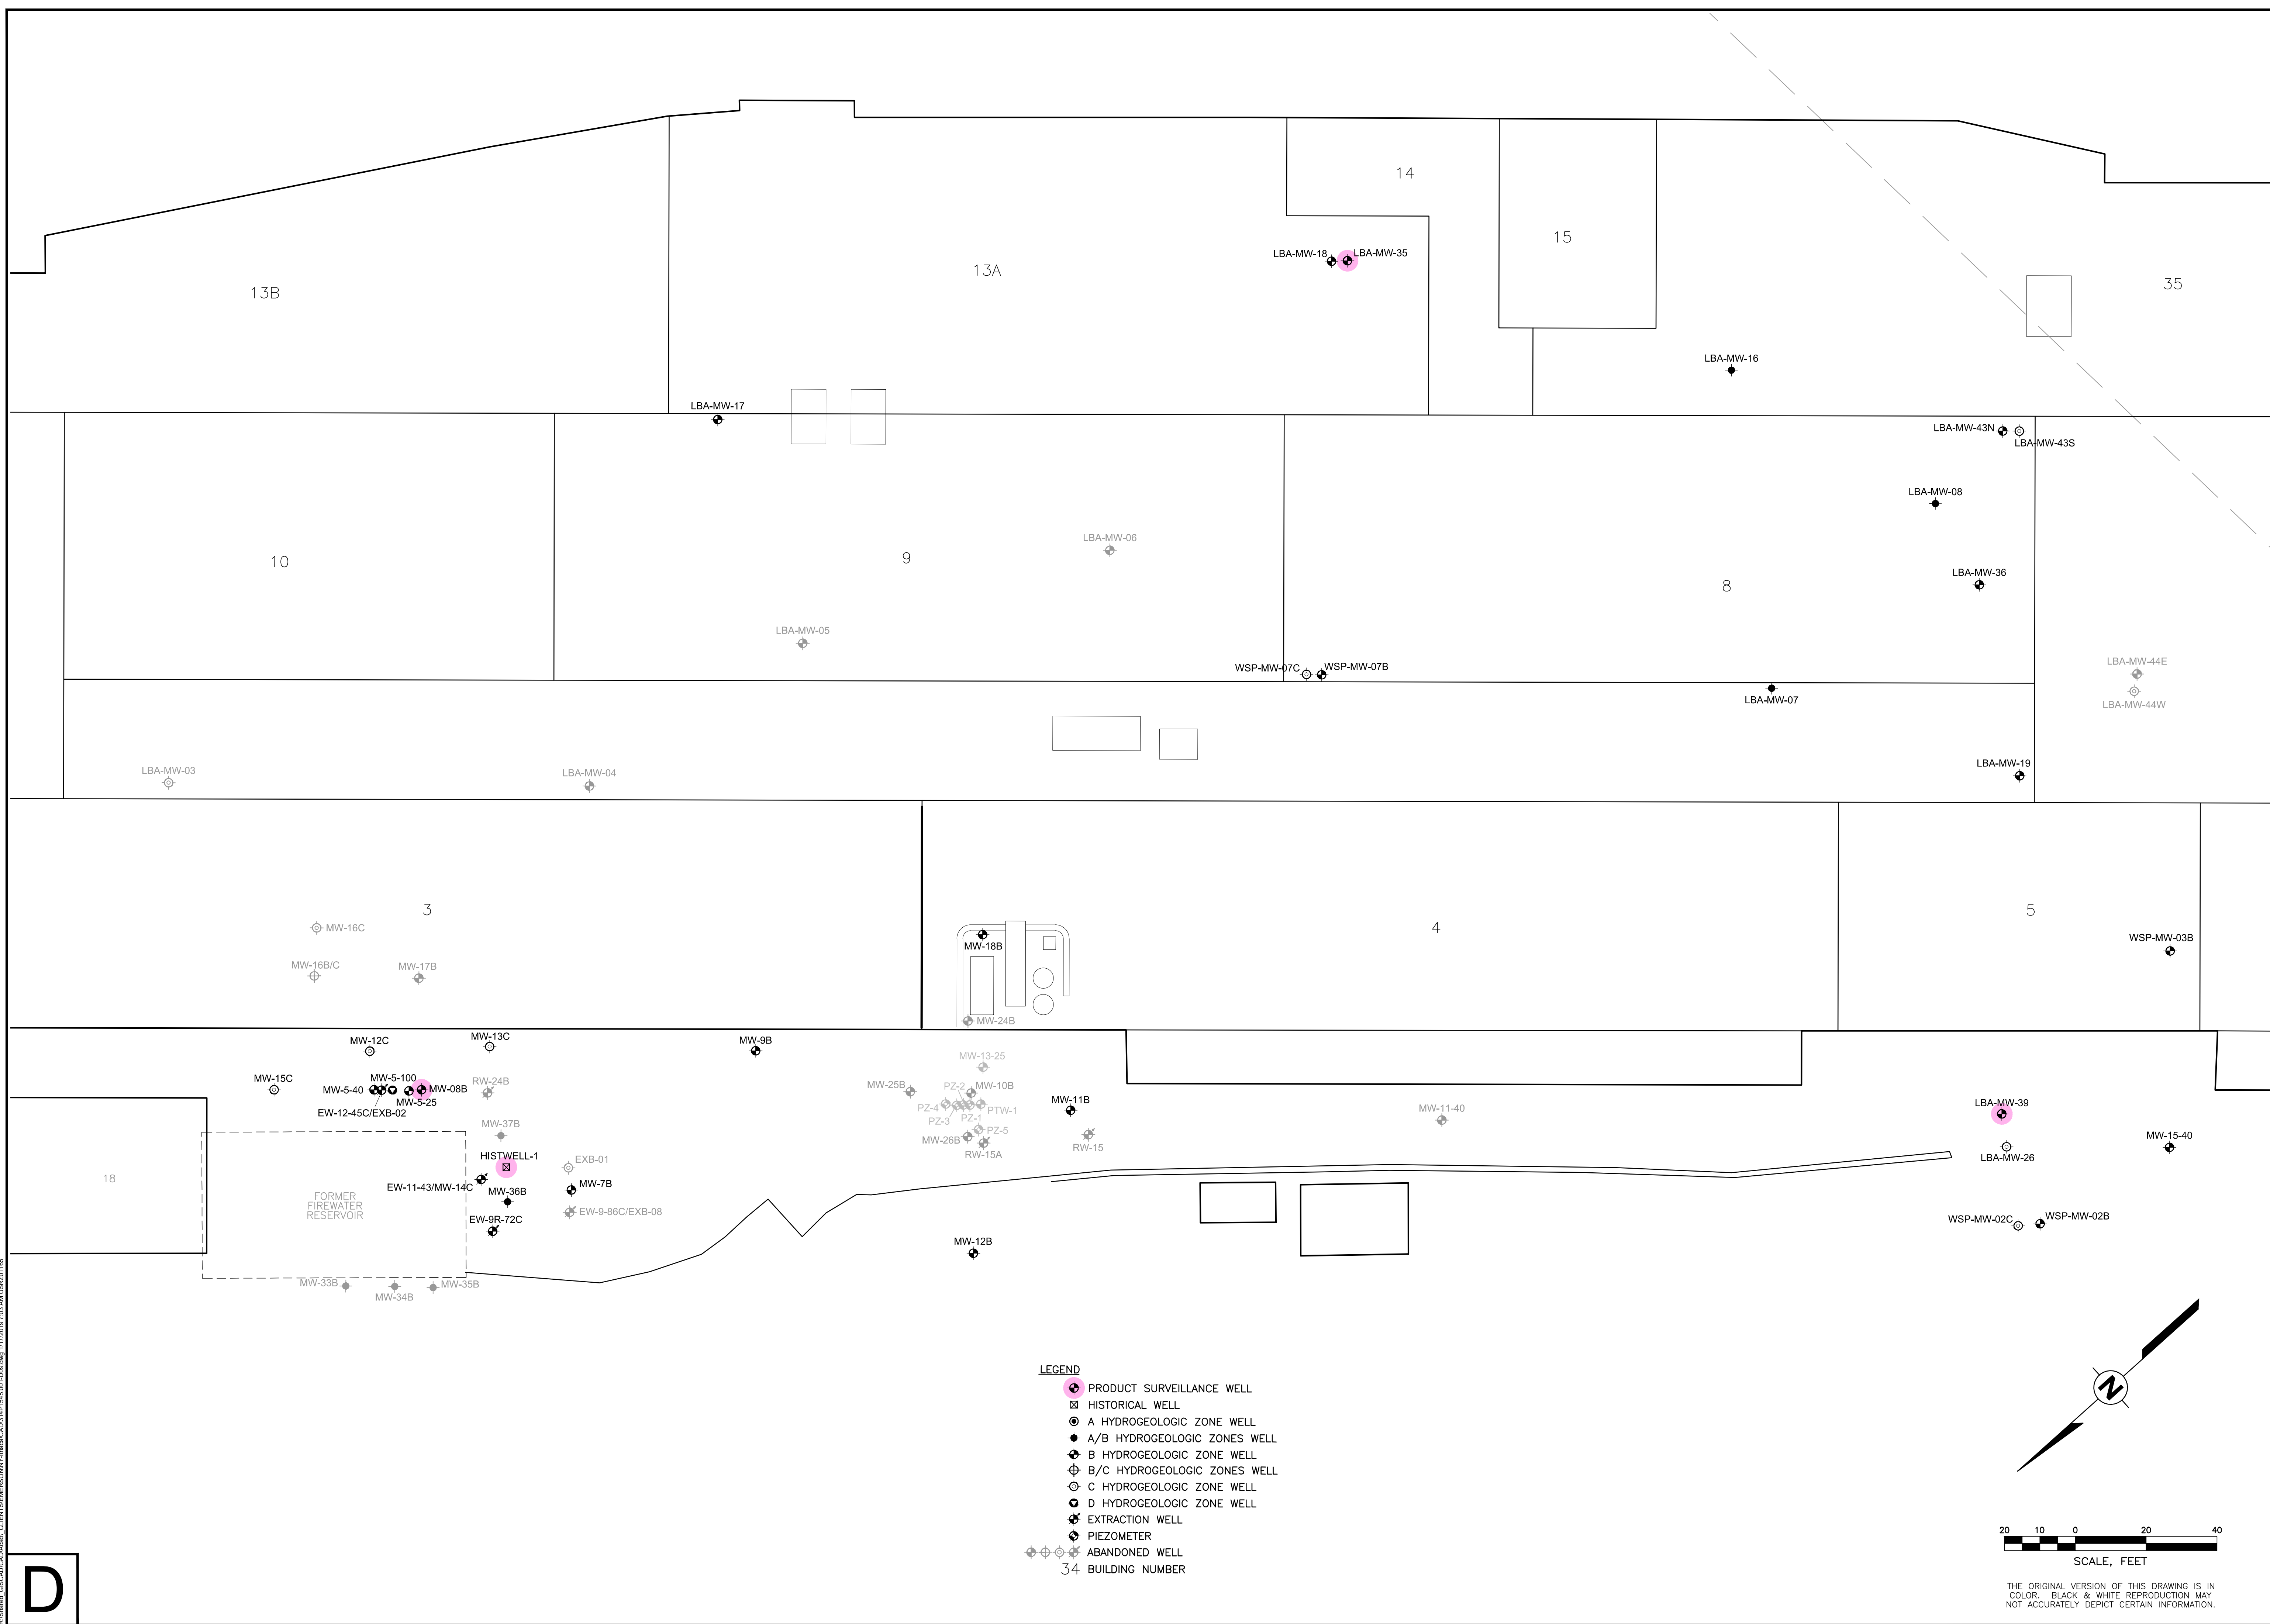 14
15
LBA-MW-18
LBA-MW-35
13A
35
13B
LBA-MW-16
LBA-MW-17
LBA-MW-43N
LBA-MW-43S
LBA-MW-08
LBA-MW-06
9
10
LBA-MW-36
8
LBA-MW-05
WSP-MW-07C
WSP-MW-07B
LBA-MW-44E
LBA-MW-07
LBA-MW-44W
LBA-MW-03
LBA-MW-04
LBA-MW-19
3
5
4
MW-16C
MW-18B
WSP-MW-03B
MW-16B/C
MW-17B
MW-24B
MW-12C
MW-13C
MW-9B
MW-13-25
MW-15C
MW-5-40
MW-5-100
MW-08B
RW-24B
MW-25B
PZ-2
MW-10B
EW-12-45C/EXB-02
MW-5-25
PZ-4
PZ-3
PZ-1
PTW-1
MW-11B
MW-11-40
LBA-MW-39
MW-37B
MW-26B
PZ-5
RW-15A
RW-15
MW-15-40
LBA-MW-26
HISTWELL-1
EXB-01
18
EW-11-43/MW-14C
MW-36B
MW-7B
FORMER
FIREWATER
RESERVOIR
EW-9R-72C
EW-9-86C/EXB-08
WSP-MW-02C
WSP-MW-02B
MW-12B
MW-33B
MW-34B
MW-35B
LEGEND
PRODUCT SURVEILLANCE WELL
HISTORICAL WELL
A HYDROGEOLOGIC ZONE WELL
A/B HYDROGEOLOGIC ZONES WELL
B HYDROGEOLOGIC ZONE WELL
B/C HYDROGEOLOGIC ZONES WELL
C HYDROGEOLOGIC ZONE WELL
D HYDROGEOLOGIC ZONE WELL
EXTRACTION WELL
PIEZOMETER
ABANDONED WELL
34 BUILDING NUMBER
N
20 10 0 20 40
SCALE, FEET
THE ORIGINAL VERSION OF THIS DRAWING IS IN
COLOR. BLACK & WHITE REPRODUCTION MAY
NOT ACCURATELY DEPICT CERTAIN INFORMATION.
D